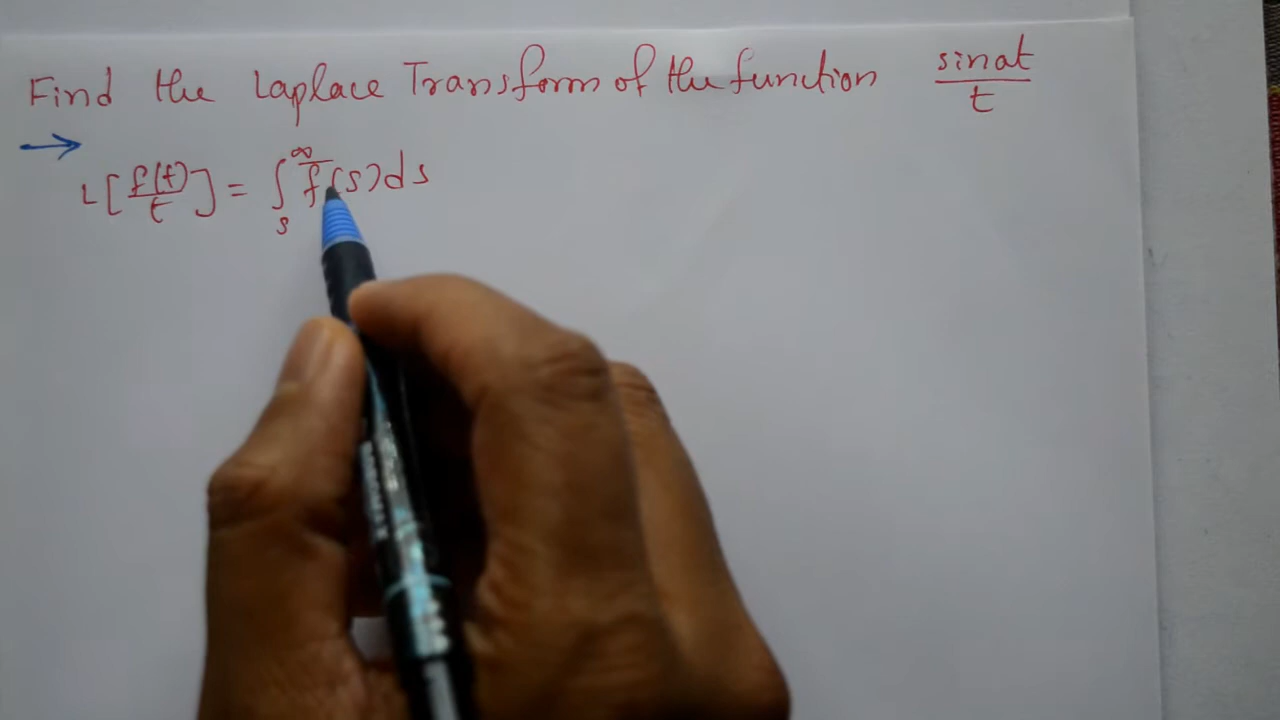 Find the Laplace Transform of the function sinat/t
→ L[f(t)/t] = ∫_s^∞ f̅(s)ds